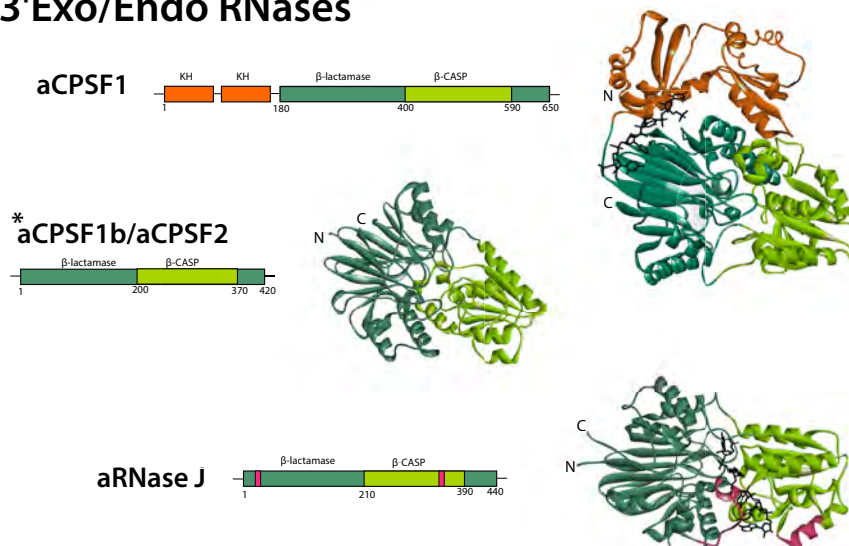 3'Exo/Endo RNases
aCPSF1
KH KH β-lactamase β-CASP
1 180 400 590 650
N
C
*
aCPSF1b/aCPSF2
β-lactamase β-CASP
1 200 370 420
N C
aRNase J
β-lactamase β-CASP
1 210 390 440
C
N